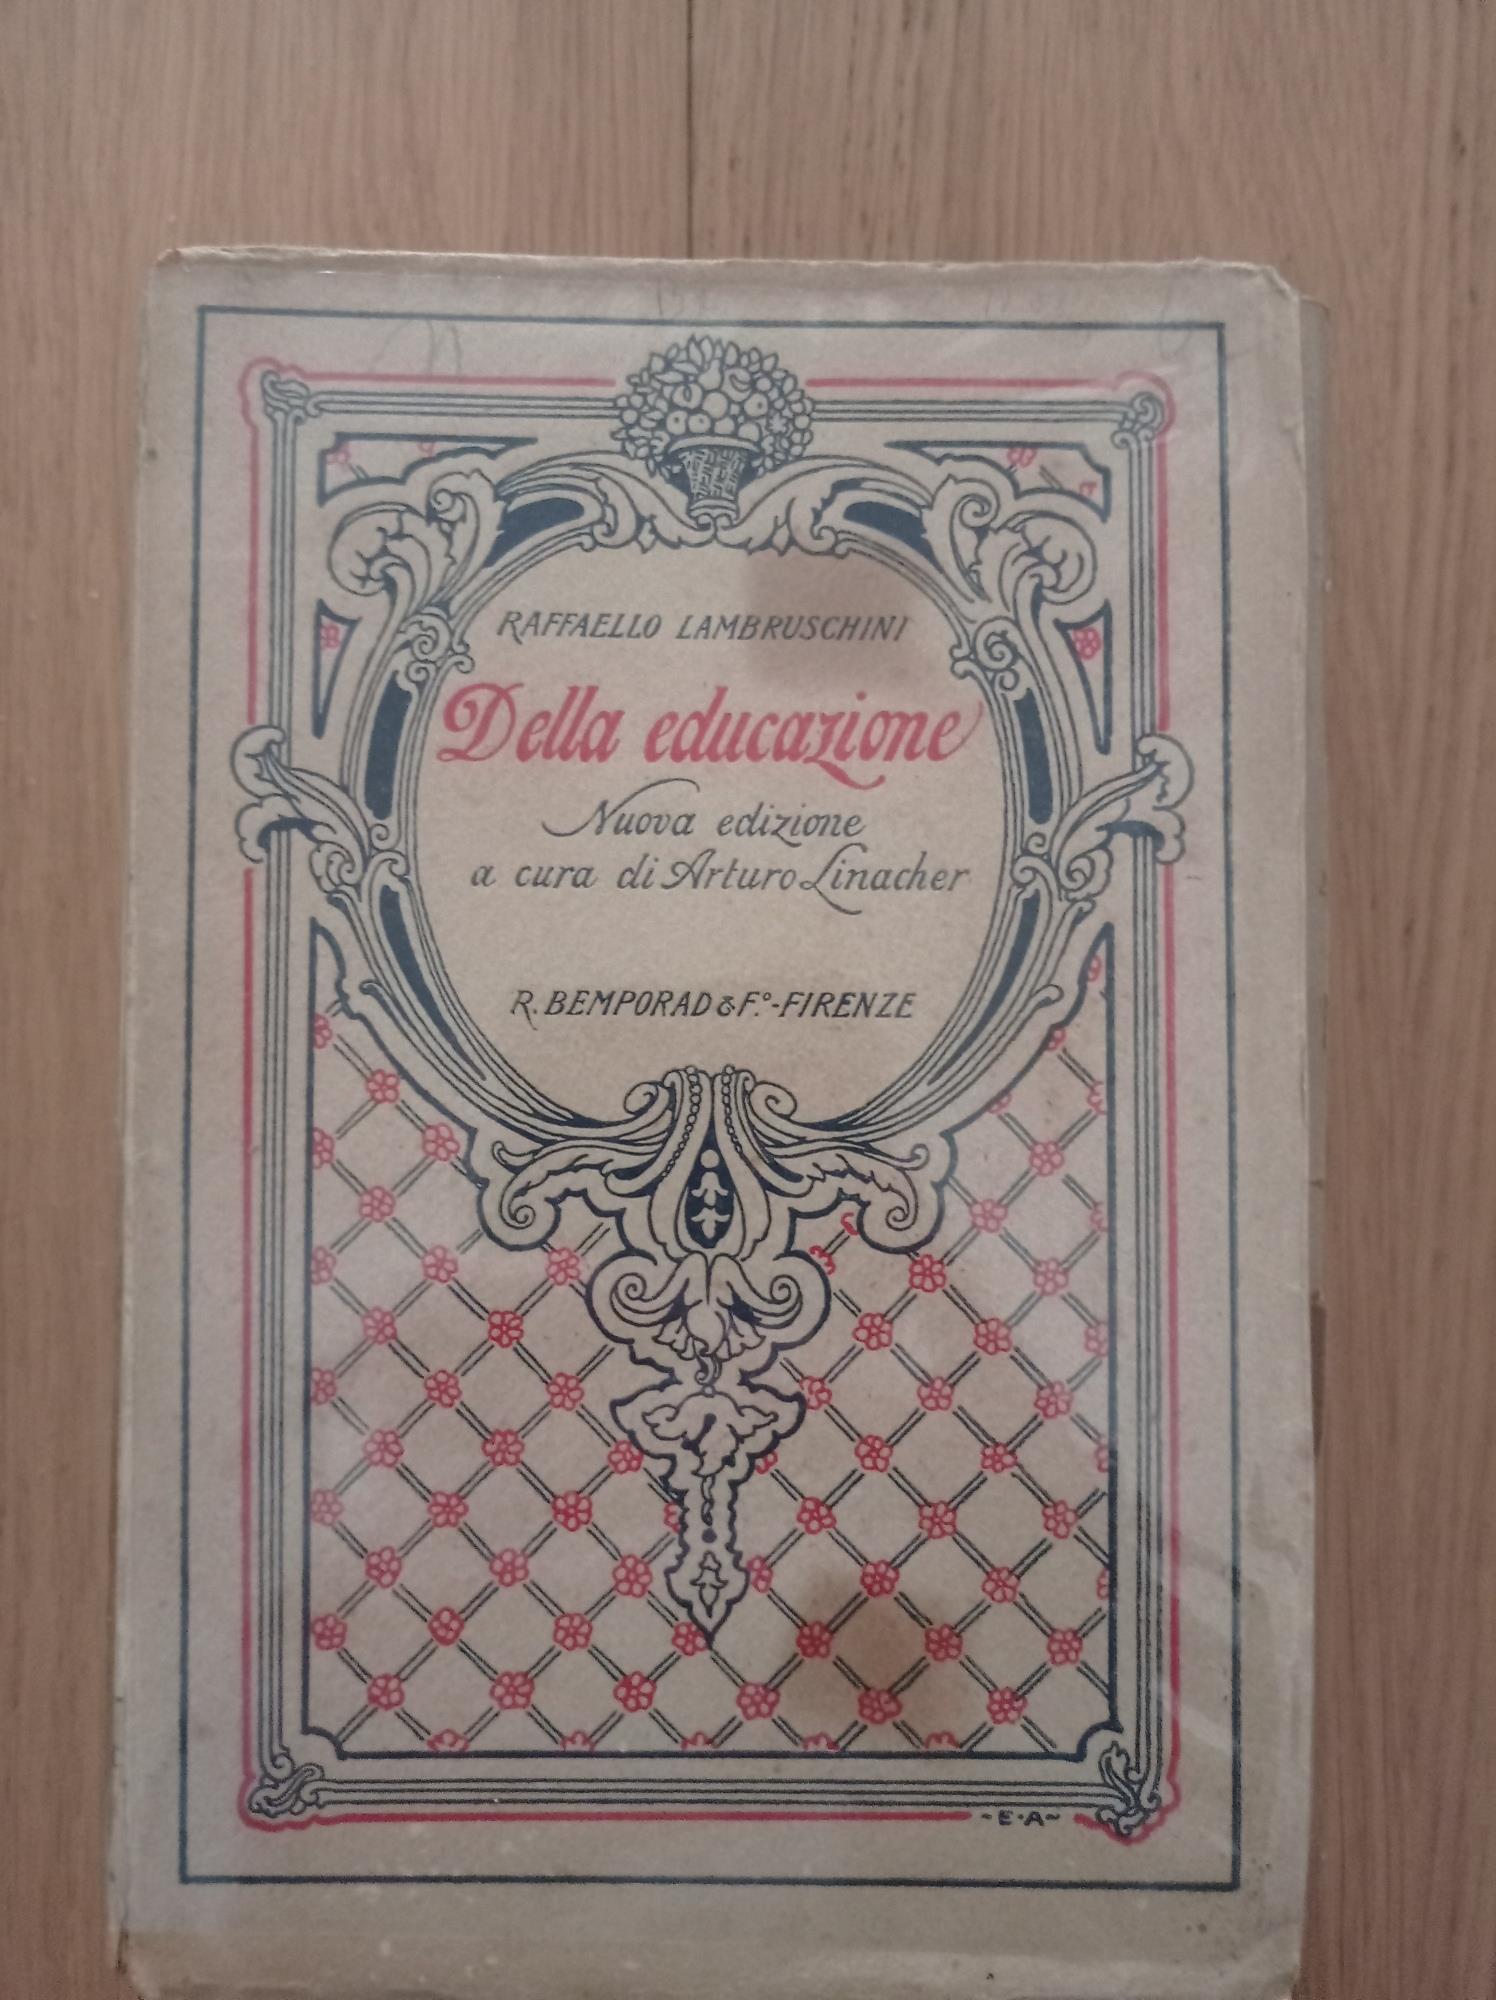 RAFFAELLO LAMBRUSCHINI
Della educazione
Nuova edizione
a cura di Arturo Linacher
R. BEMPORAD & F.º-FIRENZE
~E·A~